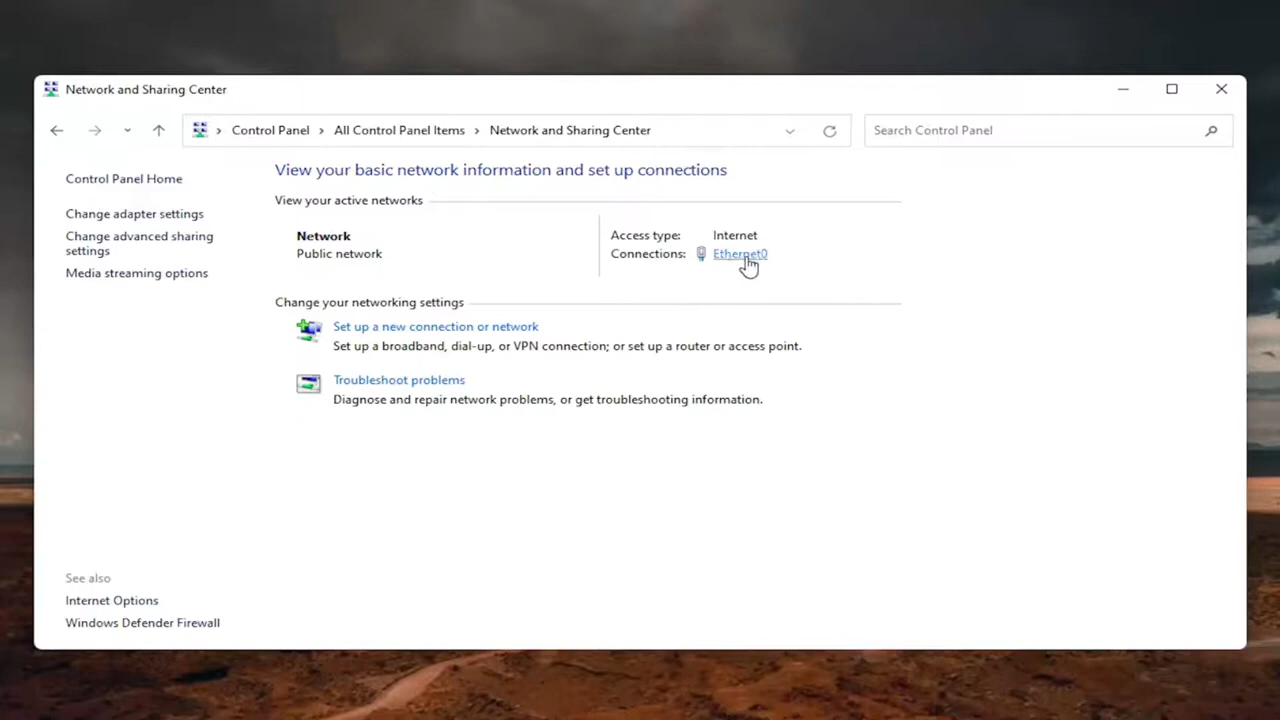 Network and Sharing Center
Control Panel › All Control Panel Items › Network and Sharing Center
Search Control Panel
Control Panel Home
Change adapter settings
Change advanced sharing
settings
Media streaming options
View your basic network information and set up connections
View your active networks
Network
Public network
Access type: Internet
Connections: Ethernet0
Change your networking settings
Set up a new connection or network
Set up a broadband, dial-up, or VPN connection; or set up a router or access point.
Troubleshoot problems
Diagnose and repair network problems, or get troubleshooting information.
See also
Internet Options
Windows Defender Firewall